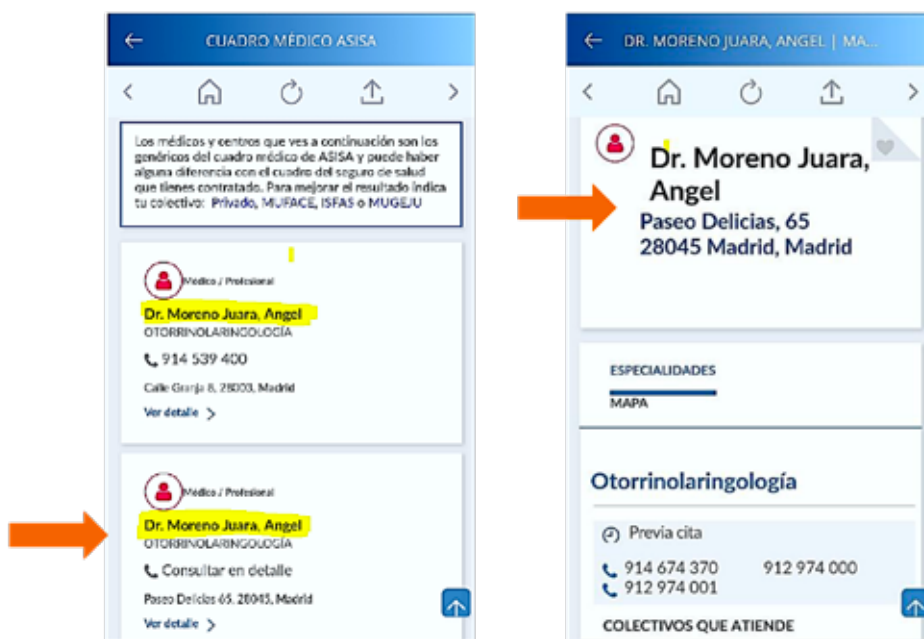 CUADRO MÉDICO ASISA
Los médicos y centros que ves a continuación son los
genéricos del cuadro médico de ASISA y puede haber
alguna diferencia con el cuadro del seguro de salud
que tienes contratado. Para mejorar el resultado indica
tu colectivo: Privado, MUFACE, ISFAS o MUGEJU
Médico / Profesional
Dr. Moreno Juara, Angel
OTORRINOLARINGOLOGÍA
914 539 400
Calle Granja 8, 28003, Madrid
Ver detalle
Médico / Profesional
Dr. Moreno Juara, Angel
OTORRINOLARINGOLOGÍA
Consultar en detalle
Paseo Delicias 65, 28045, Madrid
Ver detalle
DR. MORENO JUARA, ANGEL | MA...
Dr. Moreno Juara,
Angel
Paseo Delicias, 65
28045 Madrid, Madrid
ESPECIALIDADES
MAPA
Otorrinolaringología
Previa cita
914 674 370 912 974 000
912 974 001
COLECTIVOS QUE ATIENDE